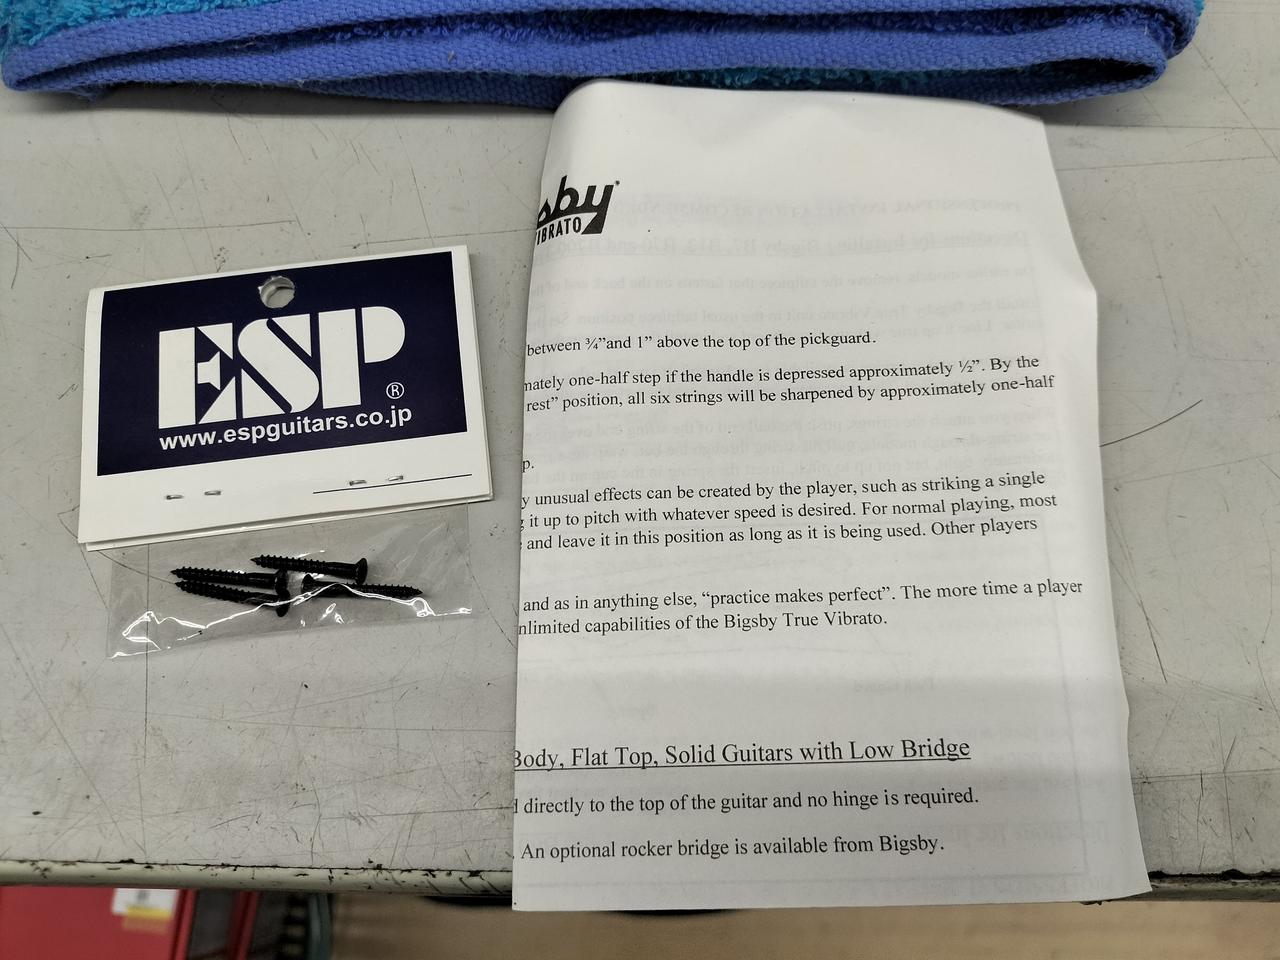 ESP
®
www.espguitars.co.jp
sby
VIBRATO
between ¾”and 1” above the top of the pickguard.
mately one-half step if the handle is depressed approximately ½”. By the
rest” position, all six strings will be sharpened by approximately one-half
p.
y unusual effects can be created by the player, such as striking a single
g it up to pitch with whatever speed is desired. For normal playing, most
and leave it in this position as long as it is being used. Other players
and as in anything else, “practice makes perfect”. The more time a player
nlimited capabilities of the Bigsby True Vibrato.
Body, Flat Top, Solid Guitars with Low Bridge
d directly to the top of the guitar and no hinge is required.
. An optional rocker bridge is available from Bigsby.